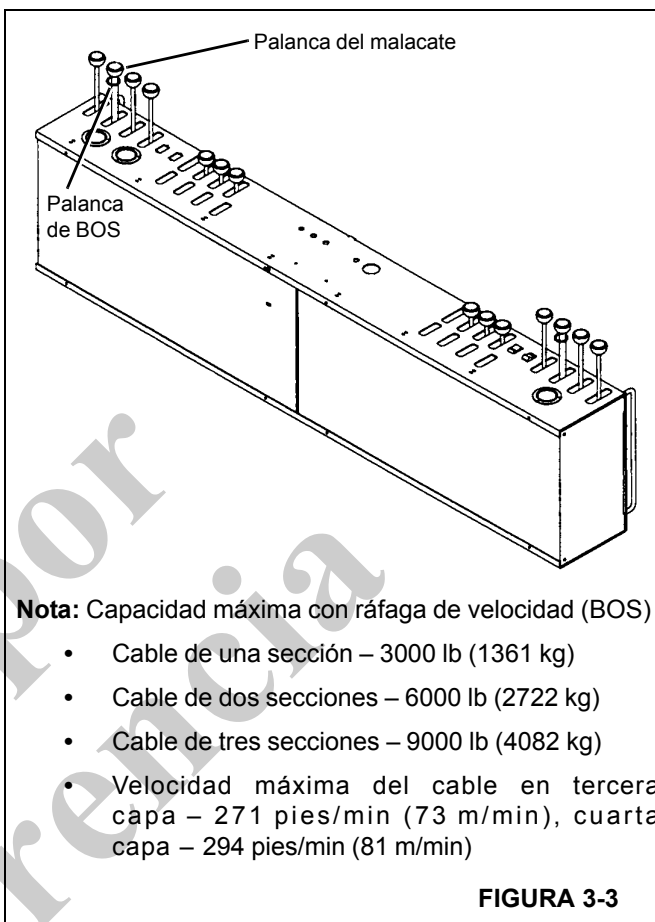 Palanca del malacate
Palanca
de BOS
Nota: Capacidad máxima con ráfaga de velocidad (BOS)
• Cable de una sección – 3000 lb (1361 kg)
• Cable de dos secciones – 6000 lb (2722 kg)
• Cable de tres secciones – 9000 lb (4082 kg)
• Velocidad máxima del cable en tercera
capa – 271 pies/min (73 m/min), cuarta
capa – 294 pies/min (81 m/min)
FIGURA 3-3
por
rencia